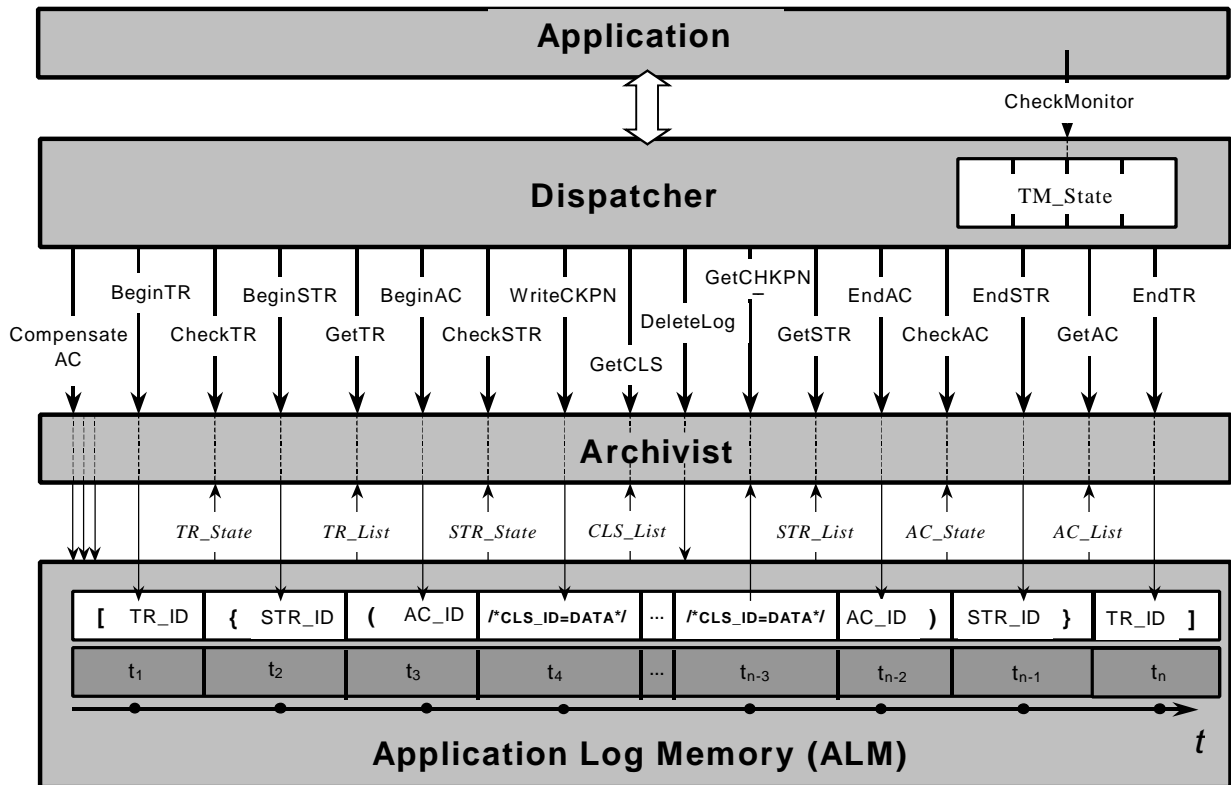 Application
CheckMonitor
Dispatcher
TM_State
GetCHKPN_
BeginTR
BeginSTR
BeginAC
WriteCKPN
EndAC
EndSTR
EndTR
DeleteLog
Compensate
AC
CheckTR
GetTR
CheckSTR
GetSTR
CheckAC
GetAC
GetCLS
Archivist
TR_State
TR_List
STR_State
CLS_List
STR_List
AC_State
AC_List
[ TR_ID { STR_ID ( AC_ID /*CLS_ID=DATA*/ ... /*CLS_ID=DATA*/ AC_ID ) STR_ID } TR_ID ]
t1 t2 t3 t4 ... tn-3 tn-2 tn-1 tn
t
Application Log Memory (ALM)